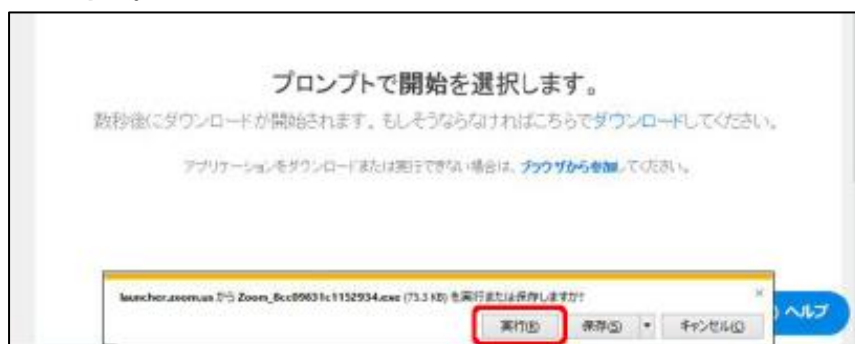 プロンプトで開始を選択します。
数秒後にダウンロードが開始されます。もしそうならなければこちらでダウンロードしてください。
アプリケーションをダウンロードまたは実行できない場合は、ブラウザから参加してください。
launcher.zoom.us から Zoom_8cc09631c1152934.exe (73.3 KB) を実行または保存しますか? ×
実行(R) 保存(S) ▼ キャンセル(C)
ヘルプ